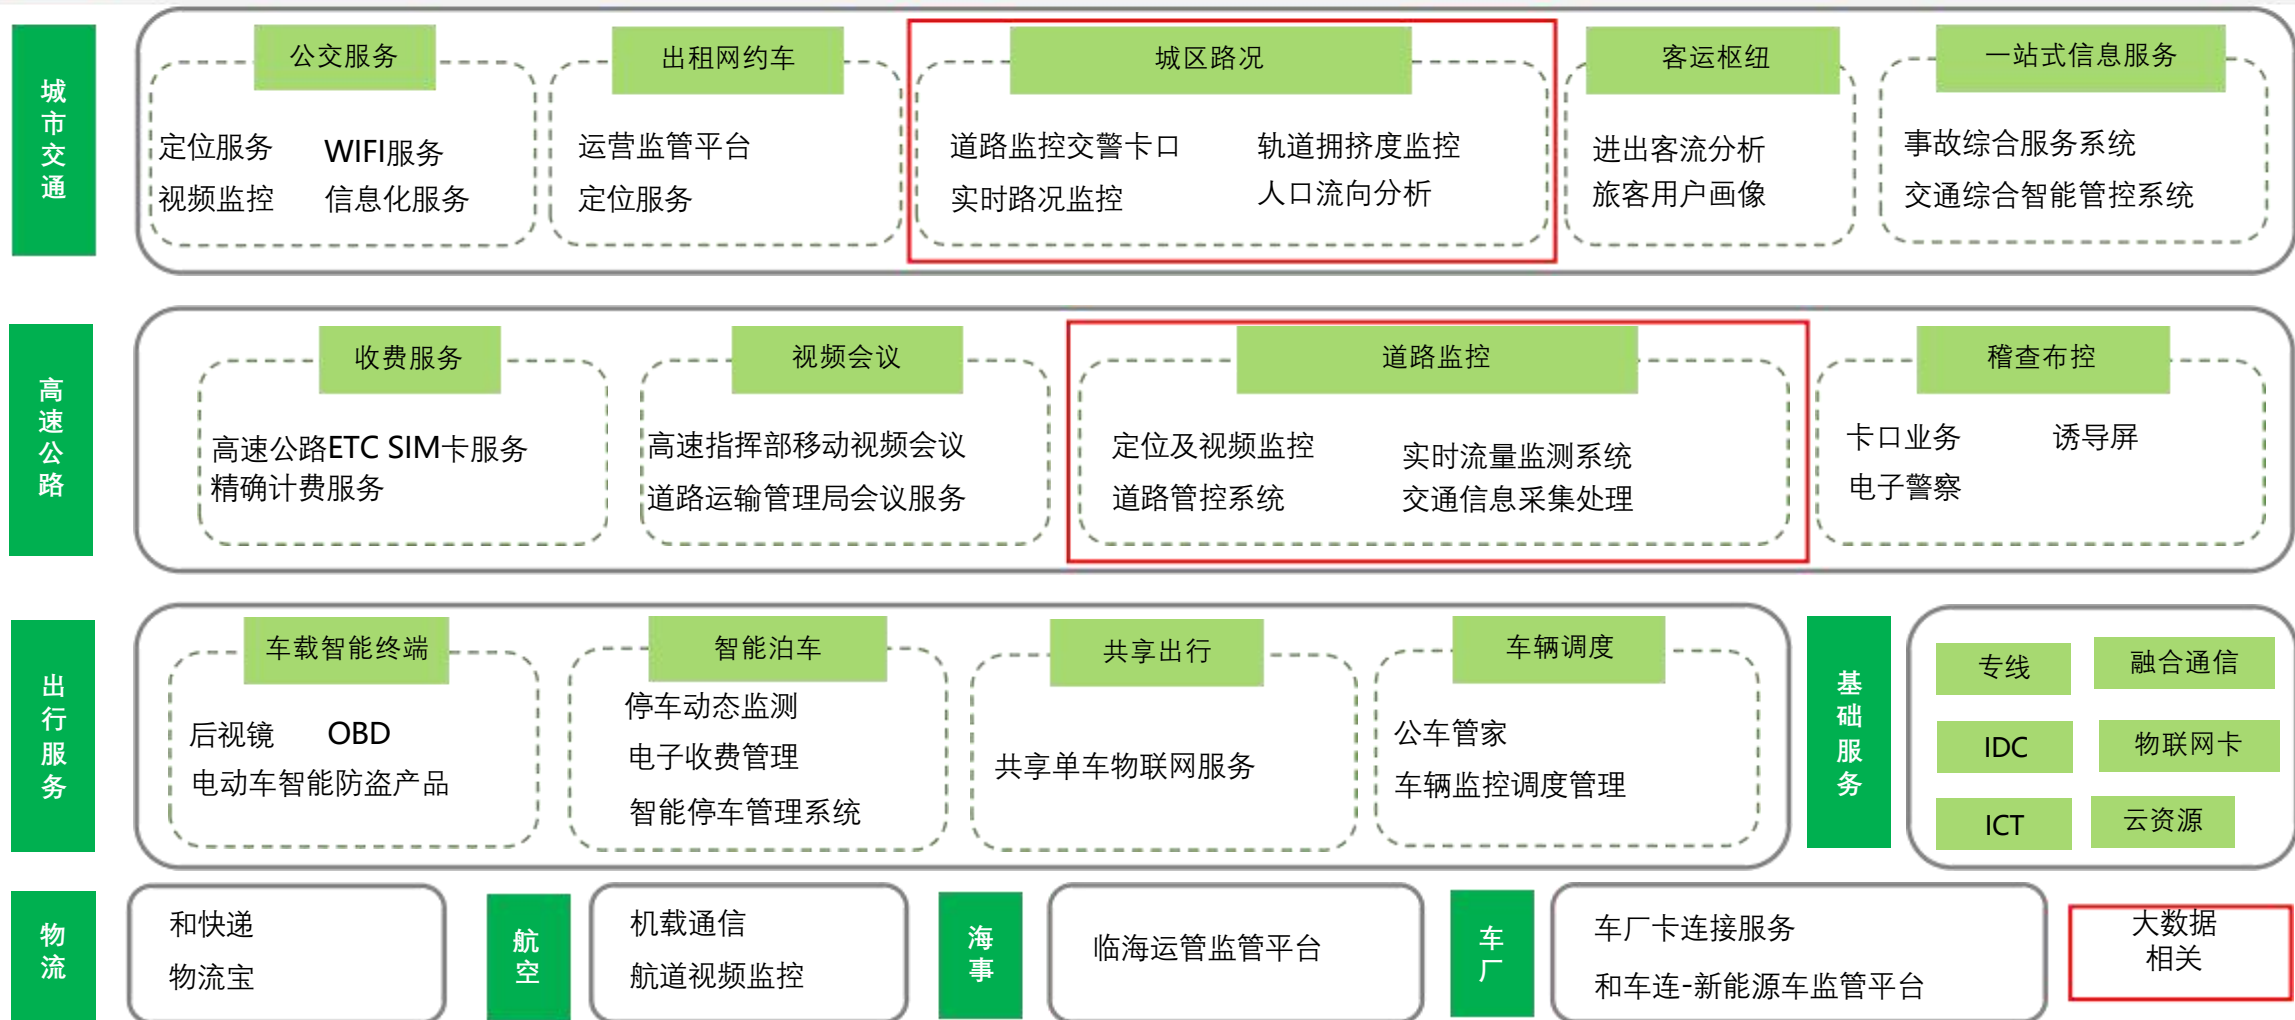 城市交通
公交服务
定位服务
WIFI服务
视频监控
信息化服务
出租网约车
运营监管平台
定位服务
城区路况
道路监控交警卡口
轨道拥挤度监控
实时路况监控
人口流向分析
客运枢纽
进出客流分析
旅客用户画像
一站式信息服务
事故综合服务系统
交通综合智能管控系统
高速公路
收费服务
高速公路ETC SIM卡服务
精确计费服务
视频会议
高速指挥部移动视频会议
道路运输管理局会议服务
道路监控
定位及视频监控
实时流量监测系统
道路管控系统
交通信息采集处理
稽查布控
卡口业务
诱导屏
电子警察
出行服务
车载智能终端
后视镜
OBD
电动车智能防盗产品
智能泊车
停车动态监测
电子收费管理
智能停车管理系统
共享出行
共享单车物联网服务
车辆调度
公车管家
车辆监控调度管理
基础服务
专线
融合通信
IDC
物联网卡
ICT
云资源
物流
和快递
物流宝
航空
机载通信
航道视频监控
海事
临海运管监管平台
车厂
车厂卡连接服务
和车连-新能源车监管平台
大数据
相关